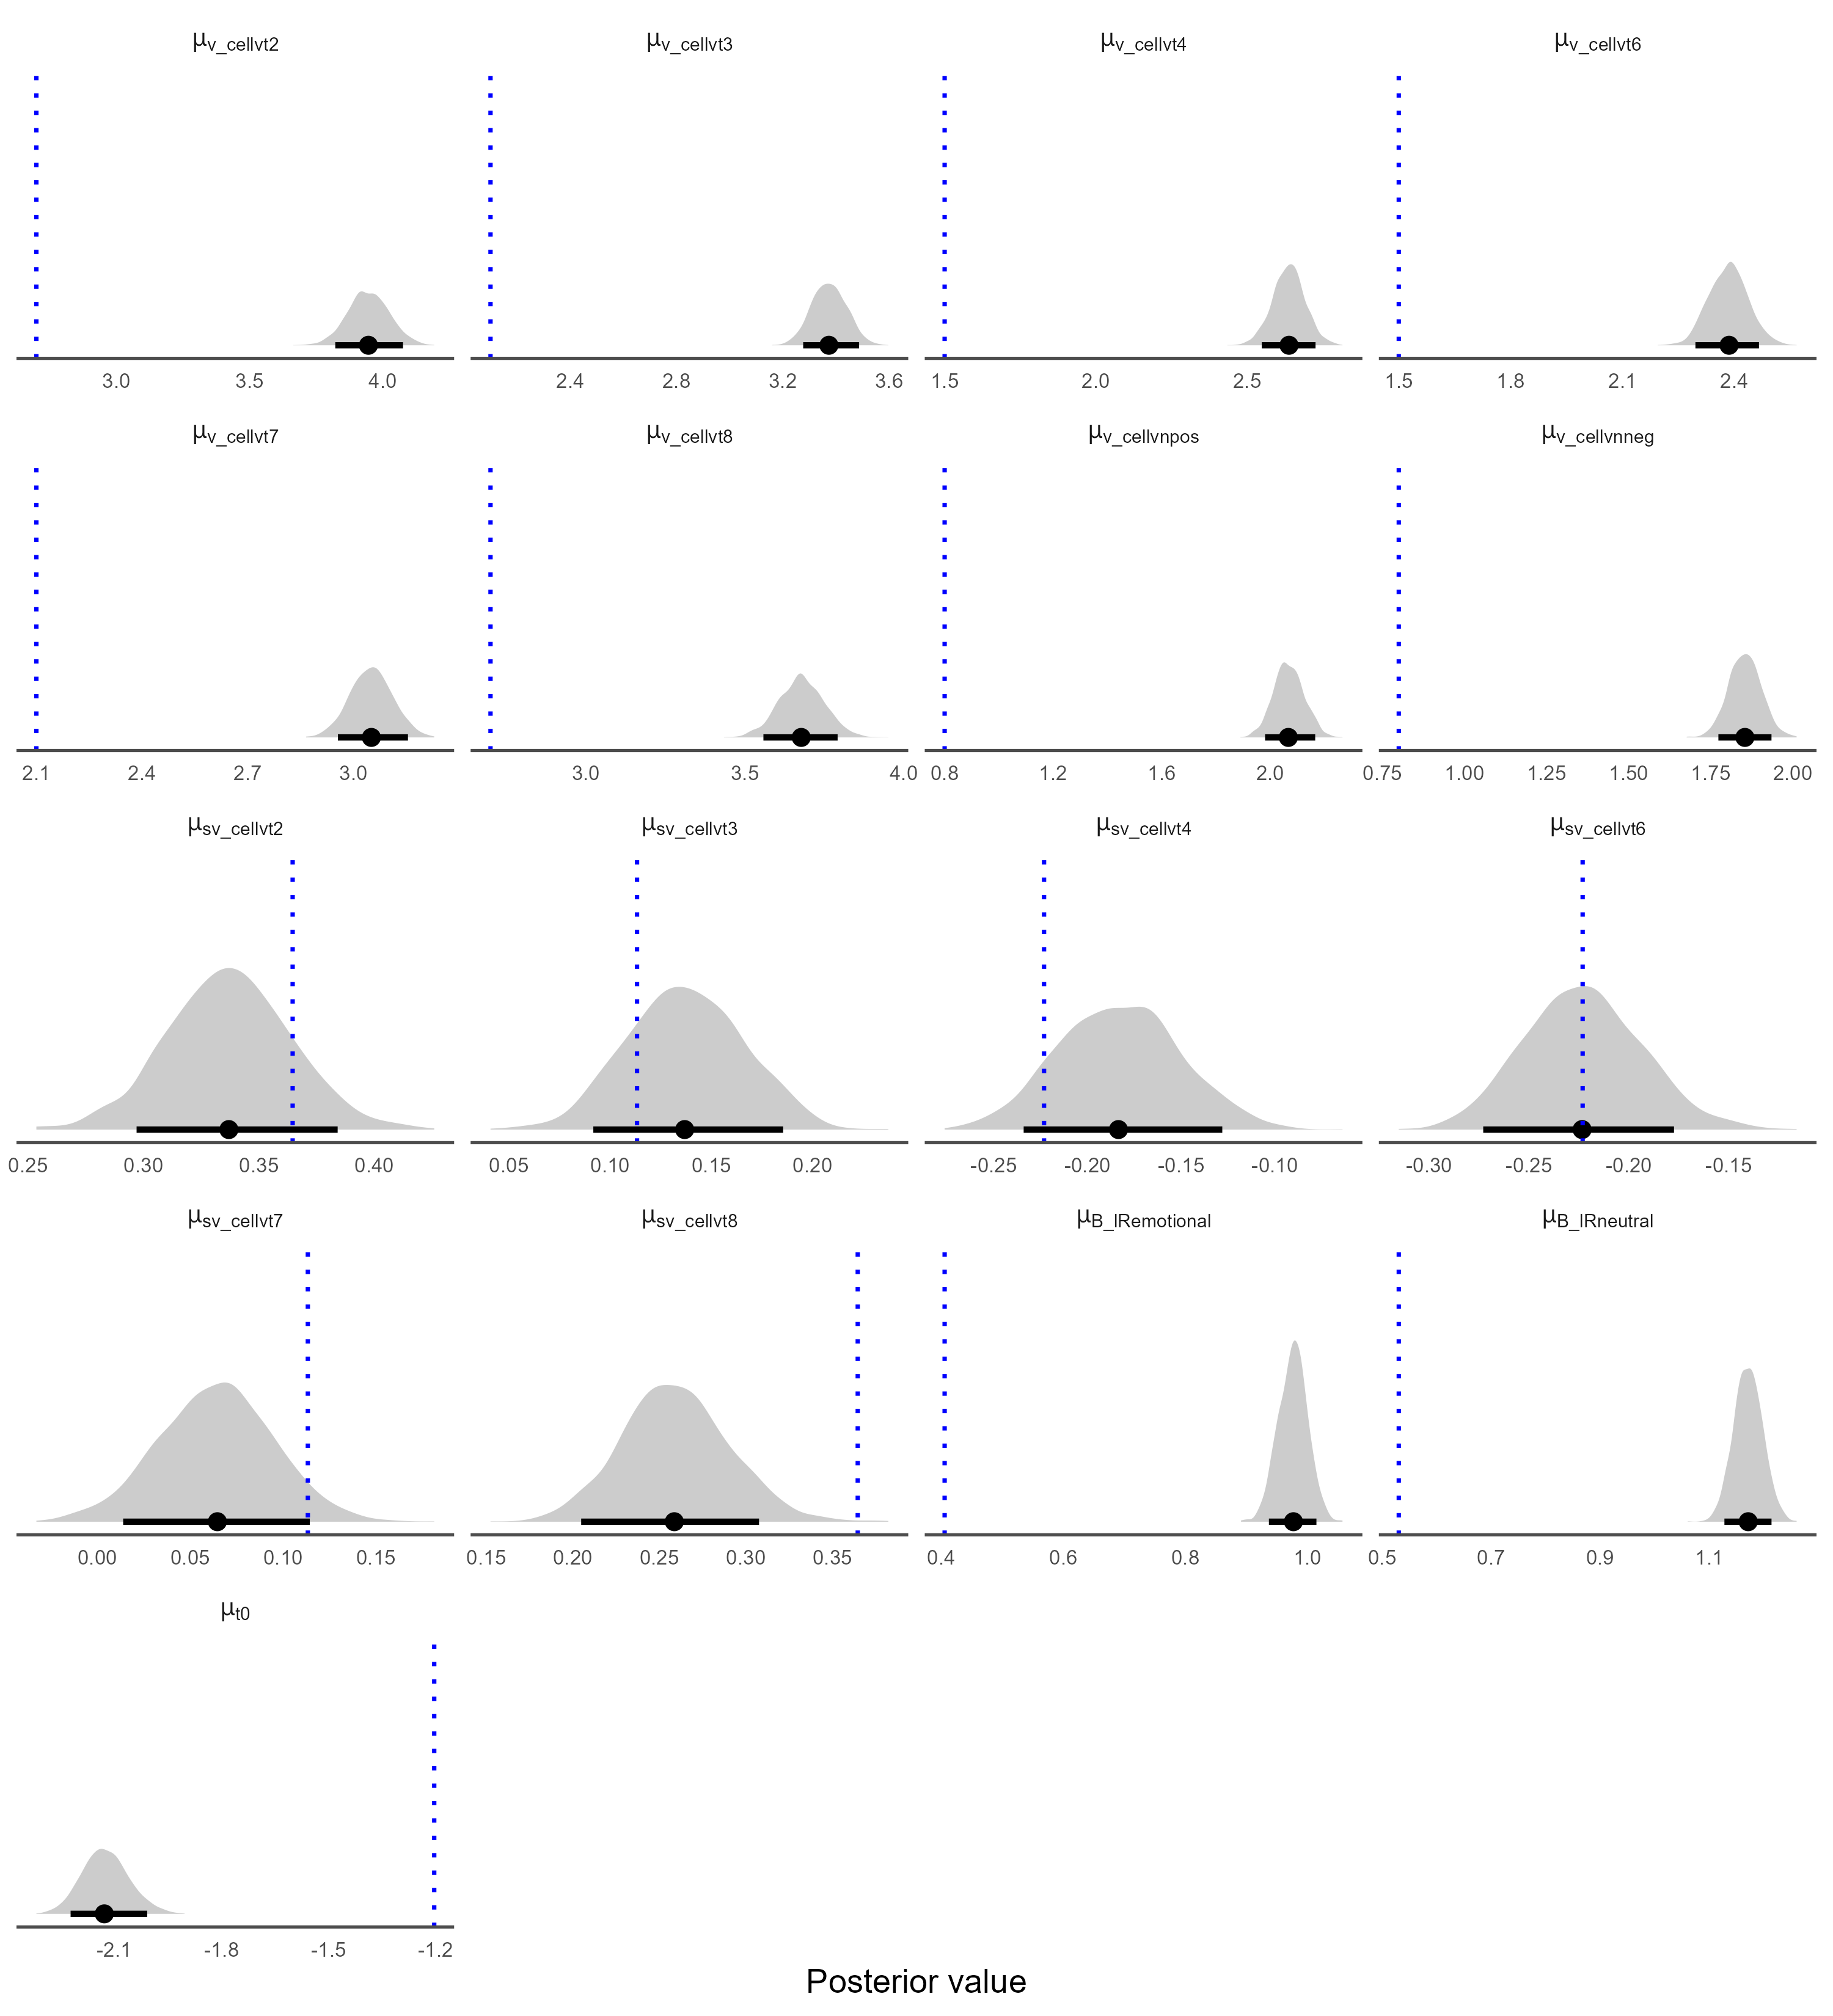 μv_cellvt2 μv_cellvt3 μv_cellvt4 μv_cellvt6
3.0 3.5 4.0 2.4 2.8 3.2 3.6 1.5 2.0 2.5 1.5 1.8 2.1 2.4
μv_cellvt7 μv_cellvt8 μv_cellvnpos μv_cellvnneg
2.1 2.4 2.7 3.0 3.0 3.5 4.0 0.8 1.2 1.6 2.0 0.75 1.00 1.25 1.50 1.75 2.00
μsv_cellvt2 μsv_cellvt3 μsv_cellvt4 μsv_cellvt6
0.25 0.30 0.35 0.40 0.05 0.10 0.15 0.20 -0.25 -0.20 -0.15 -0.10 -0.30 -0.25 -0.20 -0.15
μsv_cellvt7 μsv_cellvt8 μB_lRemotional μB_lRneutral
0.00 0.05 0.10 0.15 0.15 0.20 0.25 0.30 0.35 0.4 0.6 0.8 1.0 0.5 0.7 0.9 1.1
μt0
-2.1 -1.8 -1.5 -1.2
Posterior value